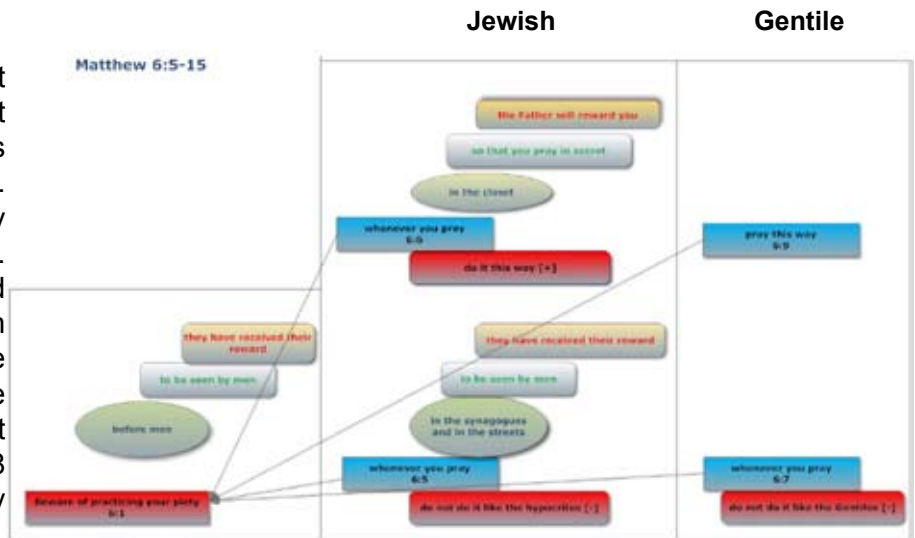 Jewish
Gentile
Matthew 6:5-15
the Father will reward you
so that you pray in secret
in the closet
whenever you pray
pray this way
6:9
do it this way [+]
they have received their
reward
they have received their reward
to be seen by men
to be seen by men
before men
in the synagogues
and in the streets
whenever you pray
6:5
whenever you pray
6:7
Beware of practicing your piety
6:1
do not do it like the hypocrites [-]
do not do it like the Gentiles [-]